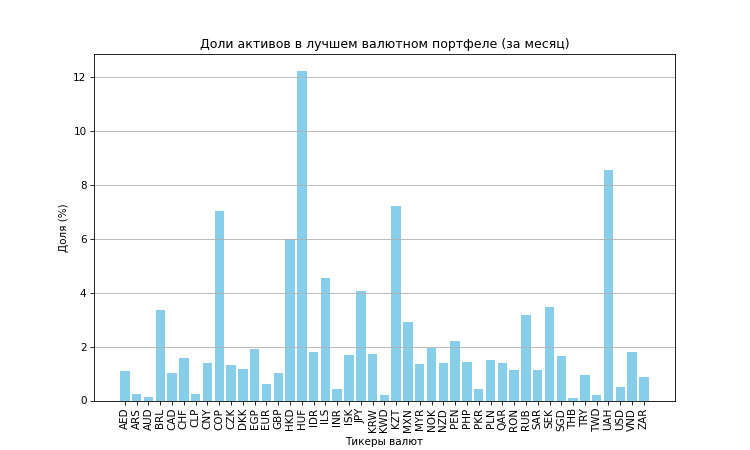 Доли активов в лучшем валютном портфеле (за месяц)
Доля (%)
12
10
8
6
4
2
0
AED ARS AUD BRL CAD CHF CLP CNY COP CZK DKK EGP EUR GBP HKD HUF IDR ILS INR ISK JPY KRW KWD KZT MXN MYR NOK NZD PEN PHP PKR PLN QAR RON RUB SAR SEK SGD THB TRY TWD UAH USD VND ZAR
Тикеры валют